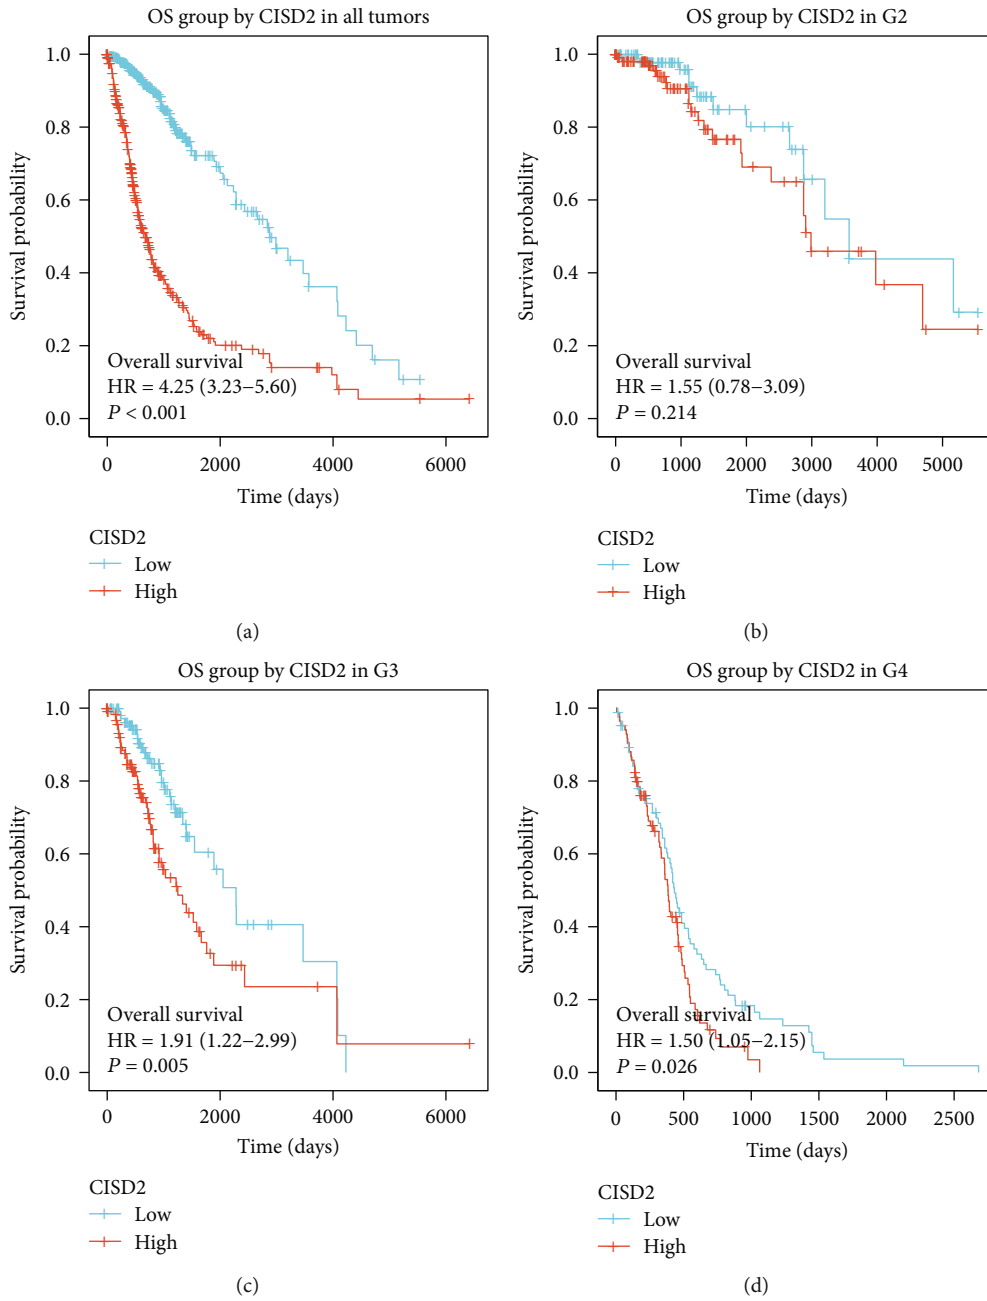 OS group by CISD2 in all tumors
Survival probability
1.0
0.8
0.6
0.4
0.2
0.0
Overall survival
HR = 4.25 (3.23–5.60)
P < 0.001
0 2000 4000 6000
Time (days)
CISD2
Low
High
(a)
OS group by CISD2 in G2
Survival probability
1.0
0.8
0.6
0.4
0.2
0.0
Overall survival
HR = 1.55 (0.78–3.09)
P = 0.214
0 1000 2000 3000 4000 5000
Time (days)
CISD2
Low
High
(b)
OS group by CISD2 in G3
Survival probability
1.0
0.8
0.6
0.4
0.2
0.0
Overall survival
HR = 1.91 (1.22–2.99)
P = 0.005
0 2000 4000 6000
Time (days)
CISD2
Low
High
(c)
OS group by CISD2 in G4
Survival probability
1.0
0.8
0.6
0.4
0.2
0.0
Overall survival
HR = 1.50 (1.05–2.15)
P = 0.026
0 500 1000 1500 2000 2500
Time (days)
CISD2
Low
High
(d)